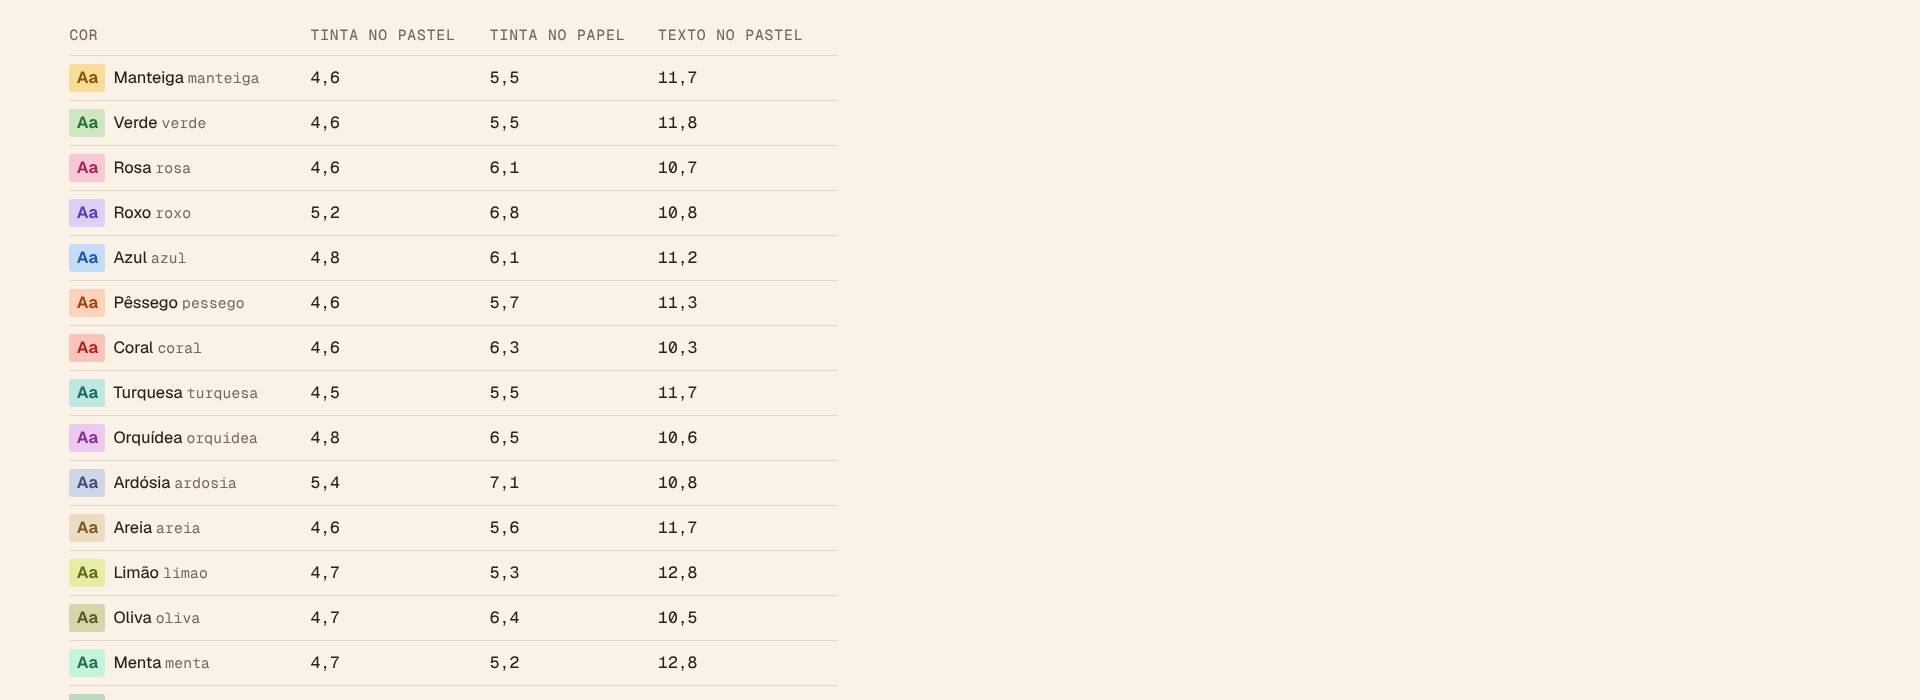 COR TINTA NO PASTEL TINTA NO PAPEL TEXTO NO PASTEL
Aa Manteiga manteiga 4,6 5,5 11,7
Aa Verde verde 4,6 5,5 11,8
Aa Rosa rosa 4,6 6,1 10,7
Aa Roxo roxo 5,2 6,8 10,8
Aa Azul azul 4,8 6,1 11,2
Aa Pêssego pessego 4,6 5,7 11,3
Aa Coral coral 4,6 6,3 10,3
Aa Turquesa turquesa 4,5 5,5 11,7
Aa Orquídea orquidea 4,8 6,5 10,6
Aa Ardósia ardosia 5,4 7,1 10,8
Aa Areia areia 4,6 5,6 11,7
Aa Limão limao 4,7 5,3 12,8
Aa Oliva oliva 4,7 6,4 10,5
Aa Menta menta 4,7 5,2 12,8